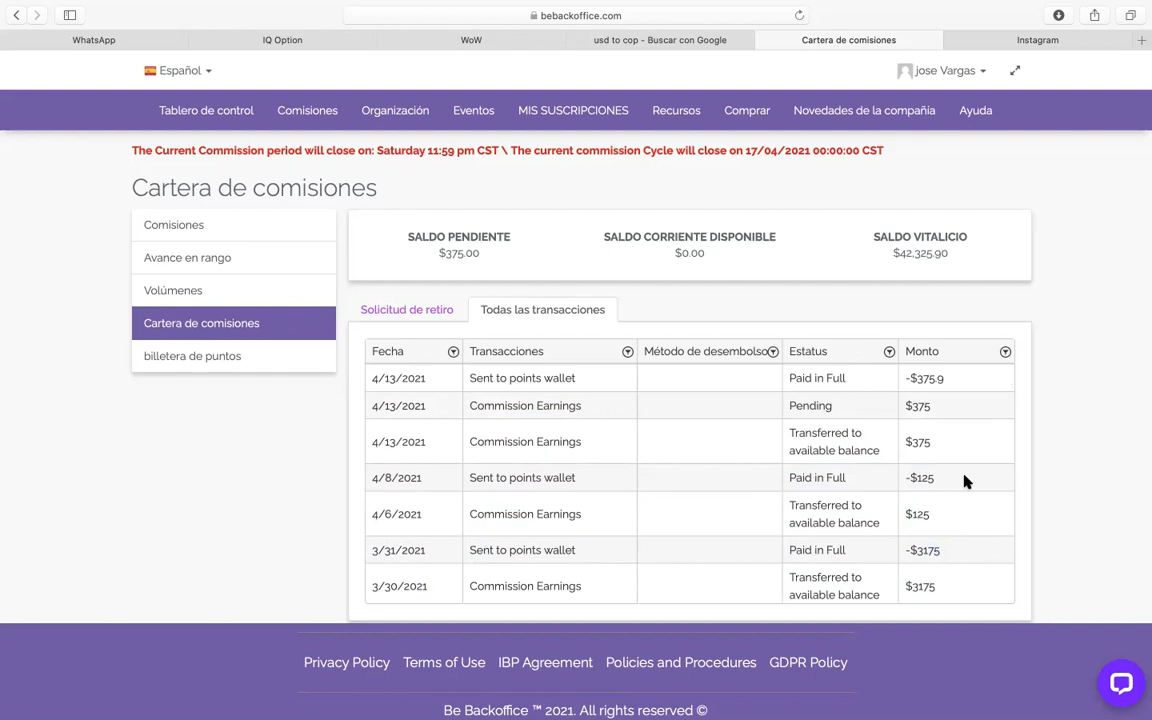 bebackoffice.com
WhatsApp
IQ Option
WoW
usd to cop - Buscar con Google
Cartera de comisiones
Instagram
Español
jose Vargas
Tablero de control
Comisiones
Organización
Eventos
MIS SUSCRIPCIONES
Recursos
Comprar
Novedades de la compañía
Ayuda
The Current Commission period will close on: Saturday 11:59 pm CST \ The current commission Cycle will close on 17/04/2021 00:00:00 CST
Cartera de comisiones
Comisiones
Avance en rango
Volúmenes
Cartera de comisiones
billetera de puntos
SALDO PENDIENTE
$375.00
SALDO CORRIENTE DISPONIBLE
$0.00
SALDO VITALICIO
$42,325.90
Solicitud de retiro
Todas las transacciones
Fecha Transacciones Método de desembolso Estatus Monto
4/13/2021 Sent to points wallet Paid in Full -$375.9
4/13/2021 Commission Earnings Pending $375
4/13/2021 Commission Earnings Transferred to
available balance $375
4/8/2021 Sent to points wallet Paid in Full -$125
4/6/2021 Commission Earnings Transferred to
available balance $125
3/31/2021 Sent to points wallet Paid in Full -$3175
3/30/2021 Commission Earnings Transferred to
available balance $3175
Privacy Policy Terms of Use IBP Agreement Policies and Procedures GDPR Policy
Be Backoffice ™ 2021. All rights reserved ©